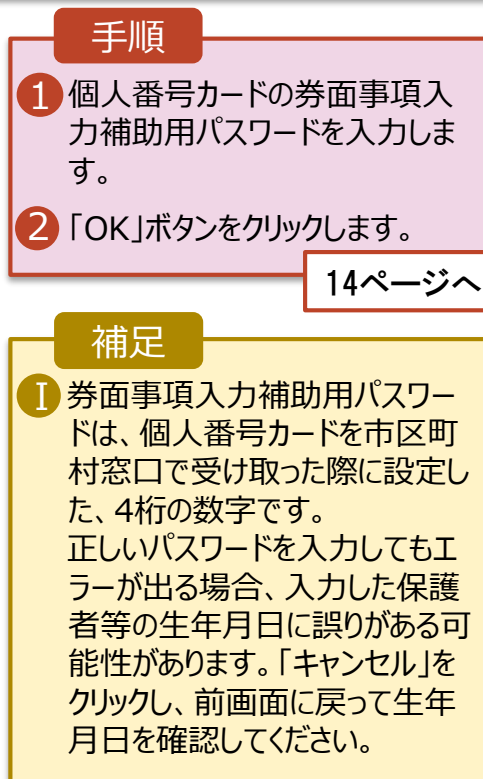 手順
1 個人番号カードの券面事項入
力補助用パスワードを入力しま
す。
2 「OK」ボタンをクリックします。
14ページへ
補足
I 券面事項入力補助用パスワー
ドは、個人番号カードを市区町
村窓口で受け取った際に設定し
た、4桁の数字です。
正しいパスワードを入力してもエ
ラーが出る場合、入力した保護
者等の生年月日に誤りがある可
能性があります。「キャンセル」を
クリックし、前画面に戻って生年
月日を確認してください。